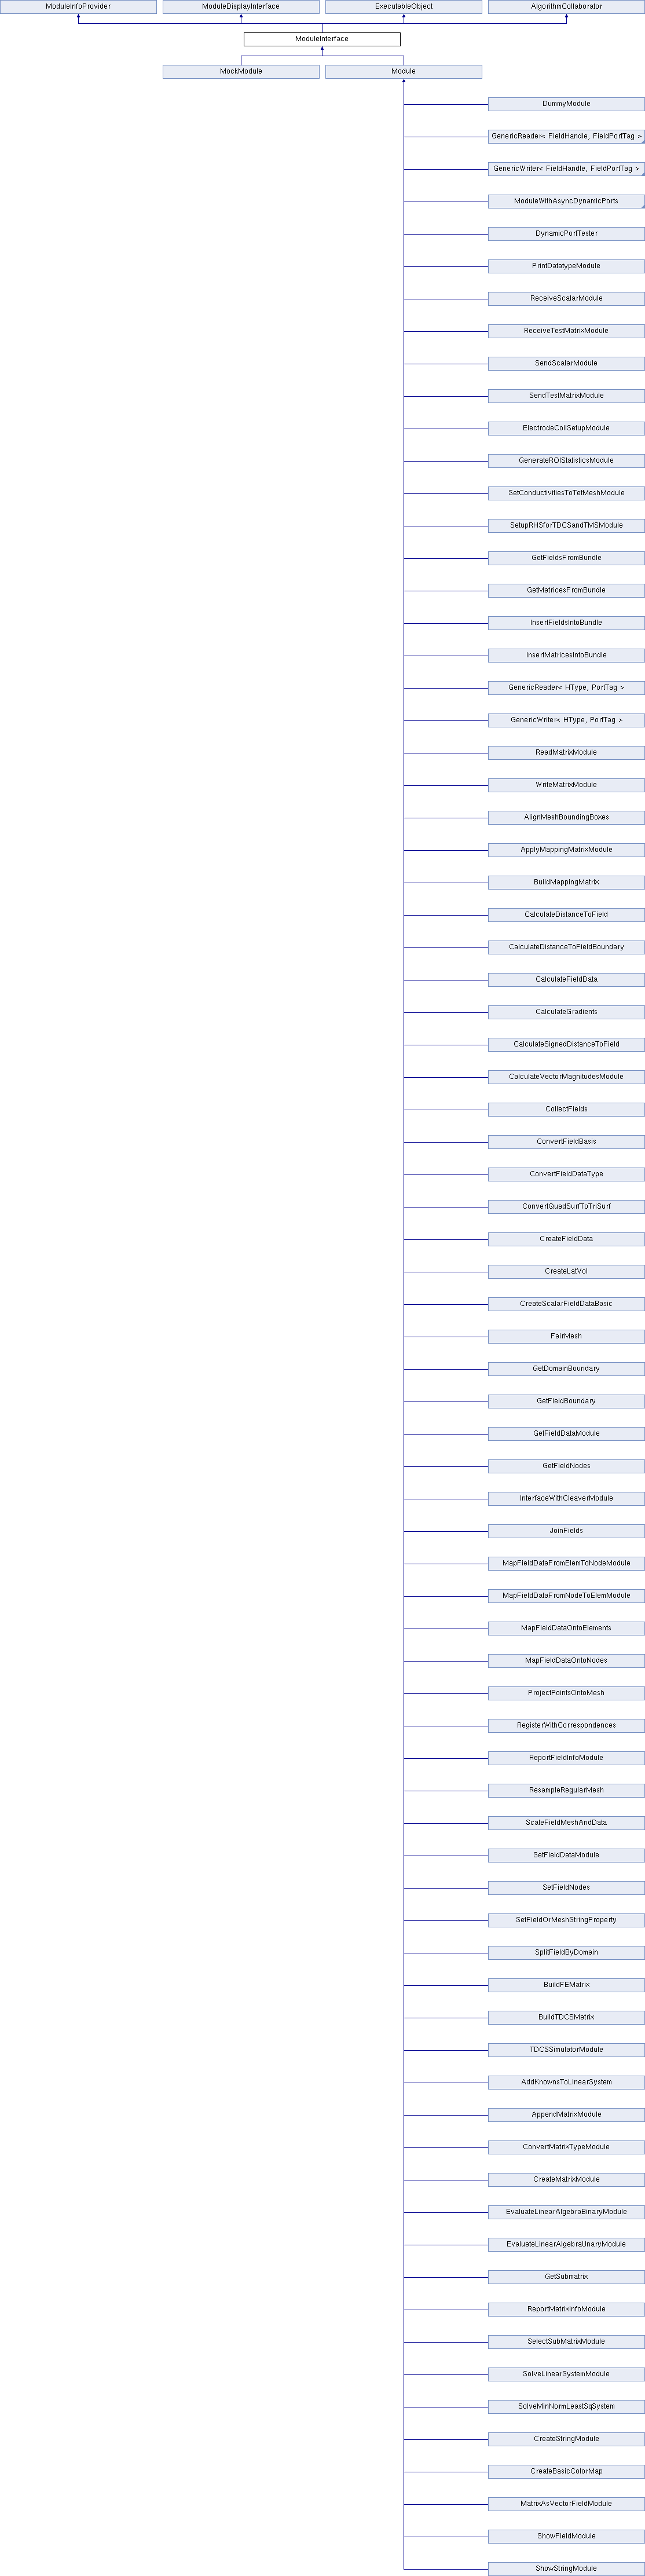 ModuleInfoProvider
ModuleDisplayInterface
ExecutableObject
AlgorithmCollaborator
ModuleInterface
MockModule
Module
DummyModule
GenericReader< FieldHandle, FieldPortTag >
GenericWriter< FieldHandle, FieldPortTag >
ModuleWithAsyncDynamicPorts
DynamicPortTester
PrintDatatypeModule
ReceiveScalarModule
ReceiveTestMatrixModule
SendScalarModule
SendTestMatrixModule
ElectrodeCoilSetupModule
GenerateROIStatisticsModule
SetConductivitiesToTetMeshModule
SetupRHSforTDCSandTMSModule
GetFieldsFromBundle
GetMatricesFromBundle
InsertFieldsIntoBundle
InsertMatricesIntoBundle
GenericReader< HType, PortTag >
GenericWriter< HType, PortTag >
ReadMatrixModule
WriteMatrixModule
AlignMeshBoundingBoxes
ApplyMappingMatrixModule
BuildMappingMatrix
CalculateDistanceToField
CalculateDistanceToFieldBoundary
CalculateFieldData
CalculateGradients
CalculateSignedDistanceToField
CalculateVectorMagnitudesModule
CollectFields
ConvertFieldBasis
ConvertFieldDataType
ConvertQuadSurfToTriSurf
CreateFieldData
CreateLatVol
CreateScalarFieldDataBasic
FairMesh
GetDomainBoundary
GetFieldBoundary
GetFieldDataModule
GetFieldNodes
InterfaceWithCleaverModule
JoinFields
MapFieldDataFromElemToNodeModule
MapFieldDataFromNodeToElemModule
MapFieldDataOntoElements
MapFieldDataOntoNodes
ProjectPointsOntoMesh
RegisterWithCorrespondences
ReportFieldInfoModule
ResampleRegularMesh
ScaleFieldMeshAndData
SetFieldDataModule
SetFieldNodes
SetFieldOrMeshStringProperty
SplitFieldByDomain
BuildFEMatrix
BuildTDCSMatrix
TDCSSimulatorModule
AddKnownsToLinearSystem
AppendMatrixModule
ConvertMatrixTypeModule
CreateMatrixModule
EvaluateLinearAlgebraBinaryModule
EvaluateLinearAlgebraUnaryModule
GetSubmatrix
ReportMatrixInfoModule
SelectSubMatrixModule
SolveLinearSystemModule
SolveMinNormLeastSqSystem
CreateStringModule
CreateBasicColorMap
MatrixAsVectorFieldModule
ShowFieldModule
ShowStringModule